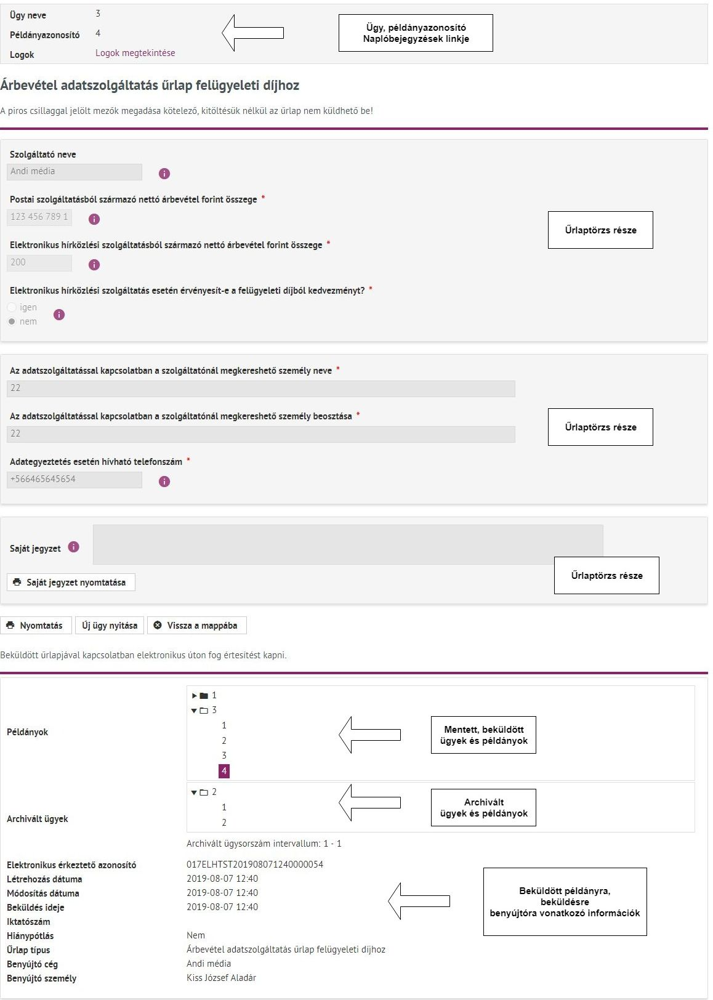 Ügy neve 3
Példányazonosító 4
Logok Logok megtekintése
Ügy, példányazonosító
Naplóbejegyzések linkje
Árbevétel adatszolgáltatás űrlap felügyeleti díjhoz
A piros csillaggal jelölt mezők megadása kötelező, kitöltésük nélkül az űrlap nem küldhető be!
Szolgáltató neve
Andi média
Postai szolgáltatásból származó nettó árbevétel forint összege *
123 456 789 1
Űrlaptörzs része
Elektronikus hírközlési szolgáltatásból származó nettó árbevétel forint összege *
200
Elektronikus hírközlési szolgáltatás esetén érvényesít-e a felügyeleti díjból kedvezményt? *
igen
nem
Az adatszolgáltatással kapcsolatban a szolgáltatónál megkereshető személy neve *
22
Az adatszolgáltatással kapcsolatban a szolgáltatónál megkereshető személy beosztása *
22
Űrlaptörzs része
Adategyeztetés esetén hívható telefonszám *
+566465645654
Saját jegyzet
Űrlaptörzs része
Saját jegyzet nyomtatása
Nyomtatás Új ügy nyitása Vissza a mappába
Beküldött űrlapjával kapcsolatban elektronikus úton fog értesítést kapni.
Példányok
1
3
1
2
3
4
Mentett, beküldött
ügyek és példányok
Archivált ügyek
2
1
2
Archivált
ügyek és példányok
Archivált ügysorszám intervallum: 1 - 1
Elektronikus érkeztető azonosító 017ELHTST201908071240000054
Létrehozás dátuma 2019-08-07 12:40
Módosítás dátuma 2019-08-07 12:40
Beküldés ideje 2019-08-07 12:40
Iktatószám
Hiánypótlás Nem
Űrlap típus Árbevétel adatszolgáltatás űrlap felügyeleti díjhoz
Benyújtó cég Andi média
Benyújtó személy Kiss József Aladár
Beküldött példányra,
beküldésre
benyújtóra vonatkozó információk